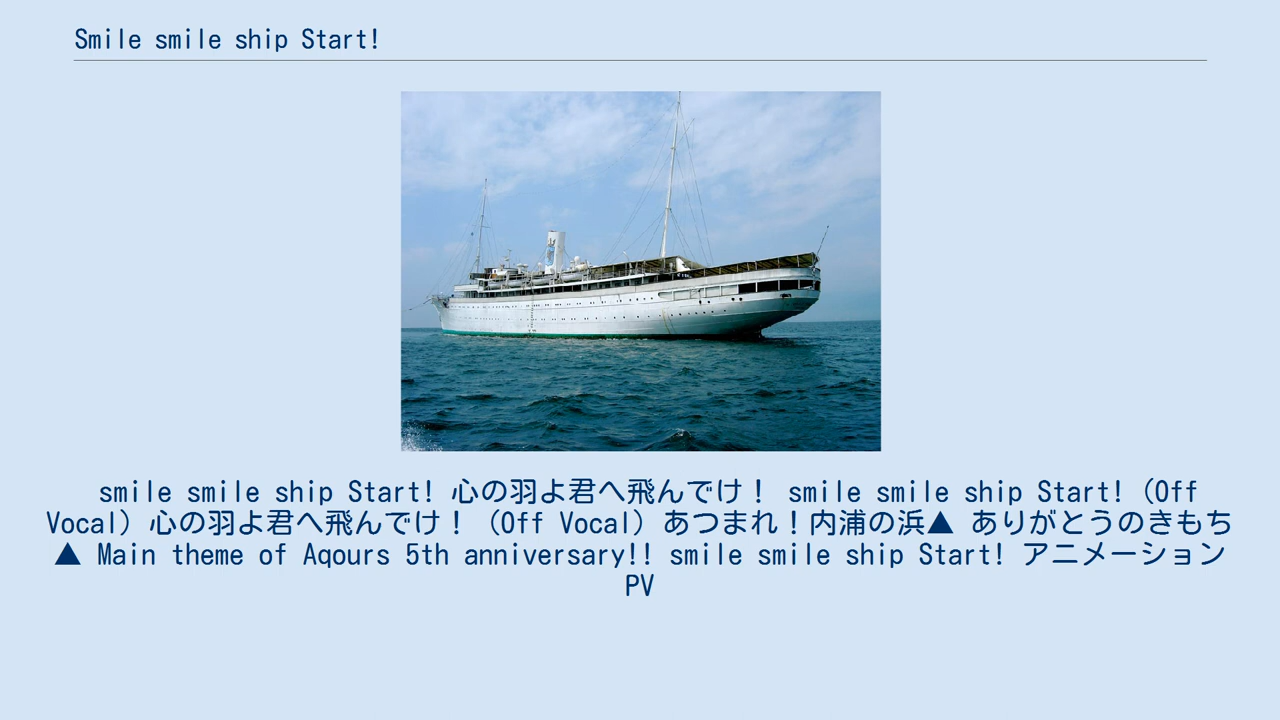 Smile smile ship Start!
smile smile ship Start! 心の羽よ君へ飛んでけ！ smile smile ship Start!（Off
Vocal）心の羽よ君へ飛んでけ！（Off Vocal）あつまれ！内浦の浜▲ ありがとうのきもち
▲ Main theme of Aqours 5th anniversary!! smile smile ship Start! アニメーション
PV